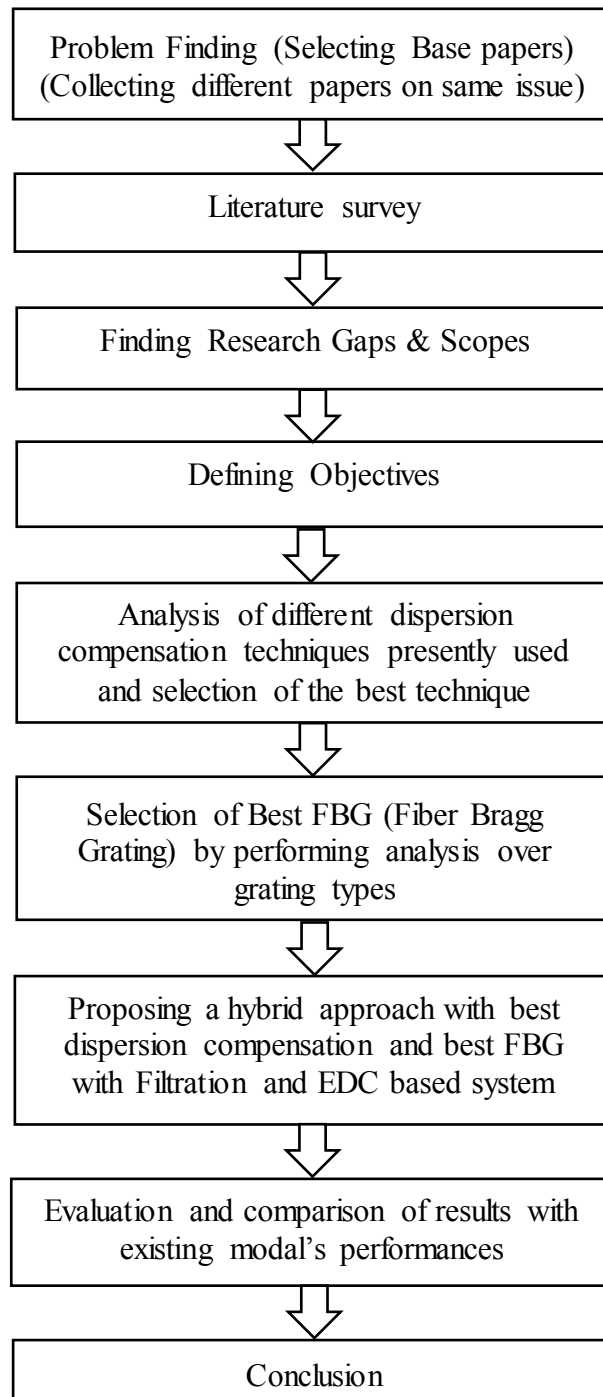 Problem Finding (Selecting Base papers)
(Collecting different papers on same issue)
Literature survey
Finding Research Gaps & Scopes
Defining Objectives
Analysis of different dispersion
compensation techniques presently used
and selection of the best technique
Selection of Best FBG (Fiber Bragg
Grating) by performing analysis over
grating types
Proposing a hybrid approach with best
dispersion compensation and best FBG
with Filtration and EDC based system
Evaluation and comparison of results with
existing modal's performances
Conclusion